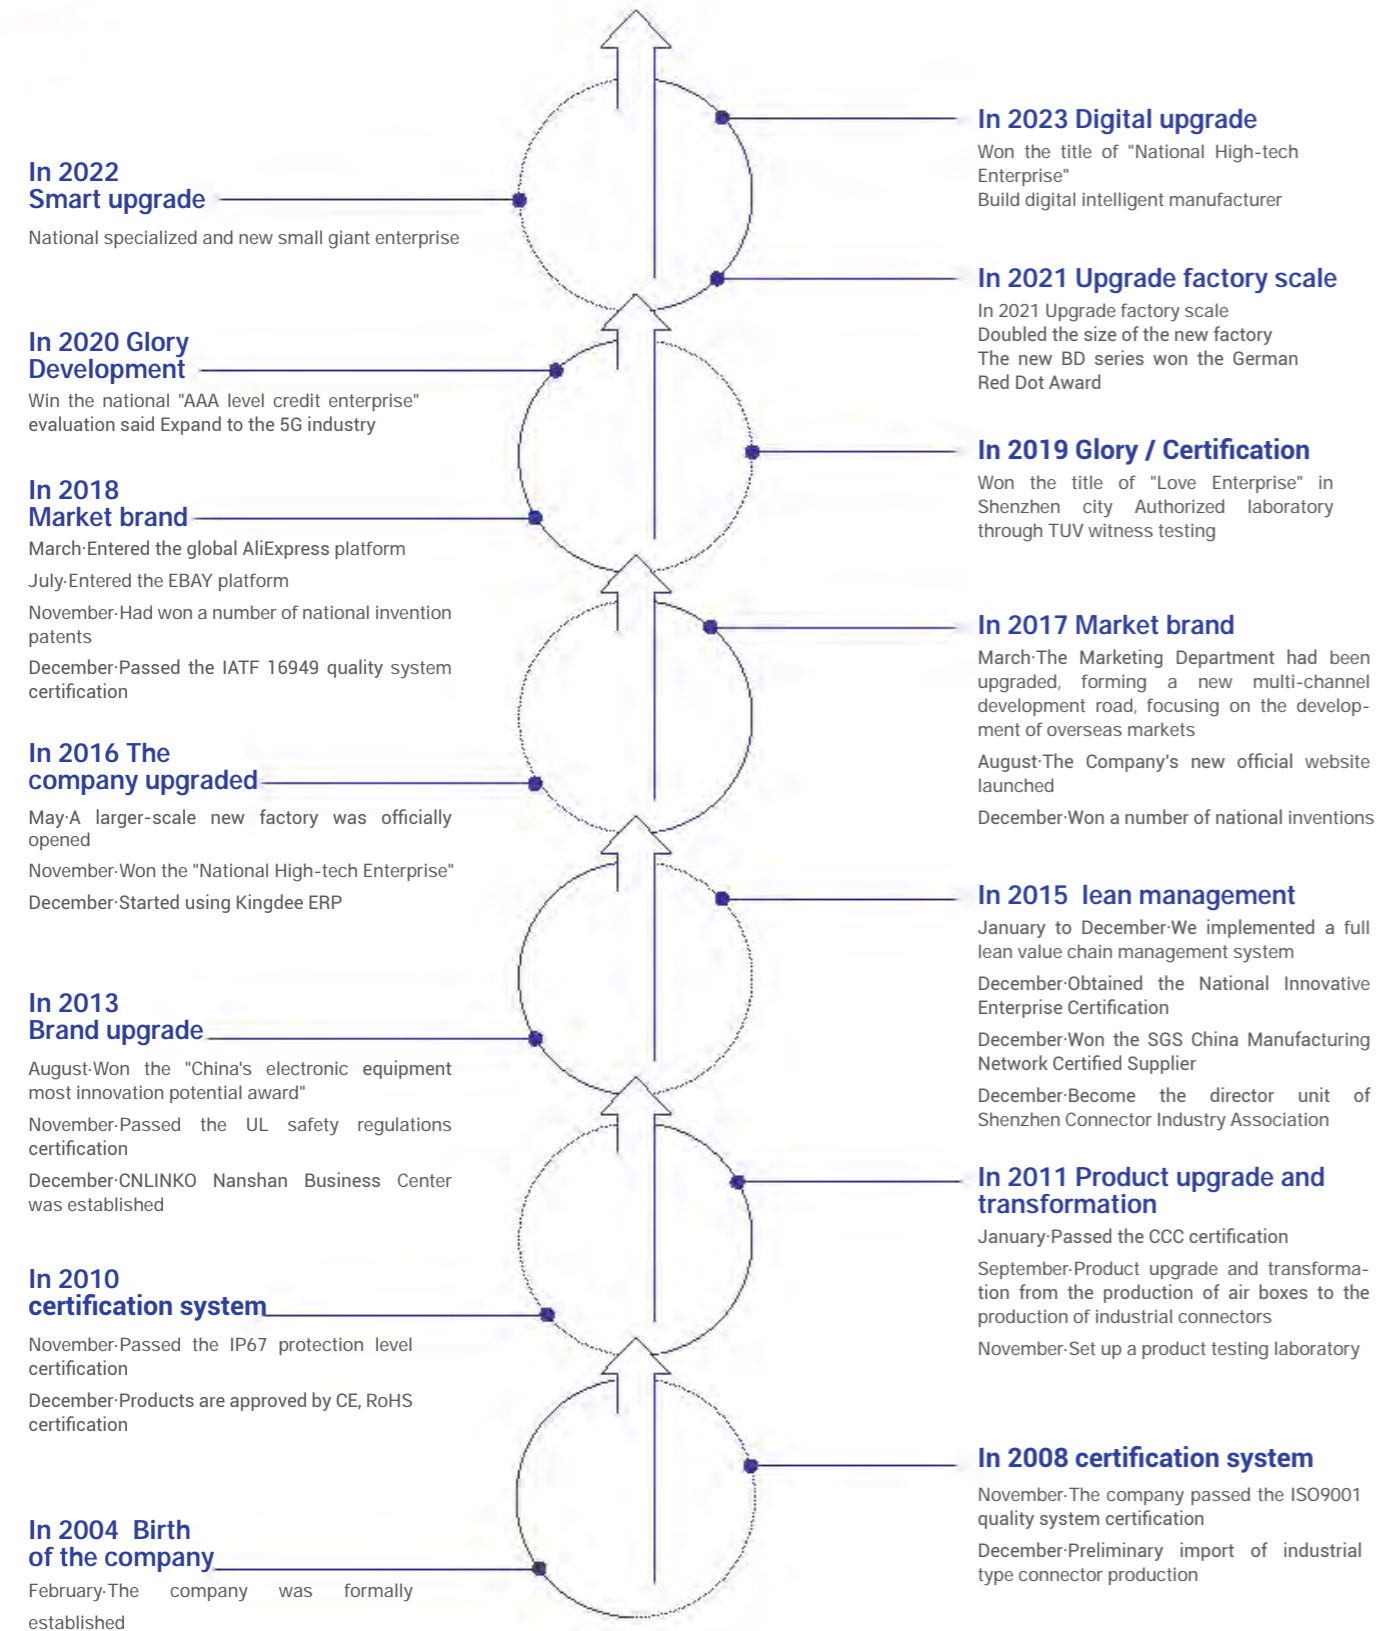 In 2022
Smart upgrade
National specialized and new small giant enterprise
In 2020 Glory
Development
Win the national "AAA level credit enterprise"
evaluation said Expand to the 5G industry
In 2018
Market brand
March·Entered the global AliExpress platform
July·Entered the EBAY platform
November·Had won a number of national invention
patents
December·Passed the IATF 16949 quality system
certification
In 2016 The
company upgraded
May·A larger-scale new factory was officially
opened
November·Won the "National High-tech Enterprise"
December·Started using Kingdee ERP
In 2013
Brand upgrade
August·Won the "China's electronic equipment
most innovation potential award"
November·Passed the UL safety regulations
certification
December·CNLINKO Nanshan Business Center
was established
In 2010
certification system
November·Passed the IP67 protection level
certification
December·Products are approved by CE, RoHS
certification
In 2004 Birth
of the company
February·The company was formally
established
In 2023 Digital upgrade
Won the title of "National High-tech
Enterprise"
Build digital intelligent manufacturer
In 2021 Upgrade factory scale
In 2021 Upgrade factory scale
Doubled the size of the new factory
The new BD series won the German
Red Dot Award
In 2019 Glory / Certification
Won the title of "Love Enterprise" in
Shenzhen city Authorized laboratory
through TUV witness testing
In 2017 Market brand
March·The Marketing Department had been
upgraded, forming a new multi-channel
development road, focusing on the develop-
ment of overseas markets
August·The Company's new official website
launched
December·Won a number of national inventions
In 2015 lean management
January to December·We implemented a full
lean value chain management system
December·Obtained the National Innovative
Enterprise Certification
December·Won the SGS China Manufacturing
Network Certified Supplier
December·Become the director unit of
Shenzhen Connector Industry Association
In 2011 Product upgrade and
transformation
January·Passed the CCC certification
September·Product upgrade and transforma-
tion from the production of air boxes to the
production of industrial connectors
November·Set up a product testing laboratory
In 2008 certification system
November·The company passed the ISO9001
quality system certification
December·Preliminary import of industrial
type connector production